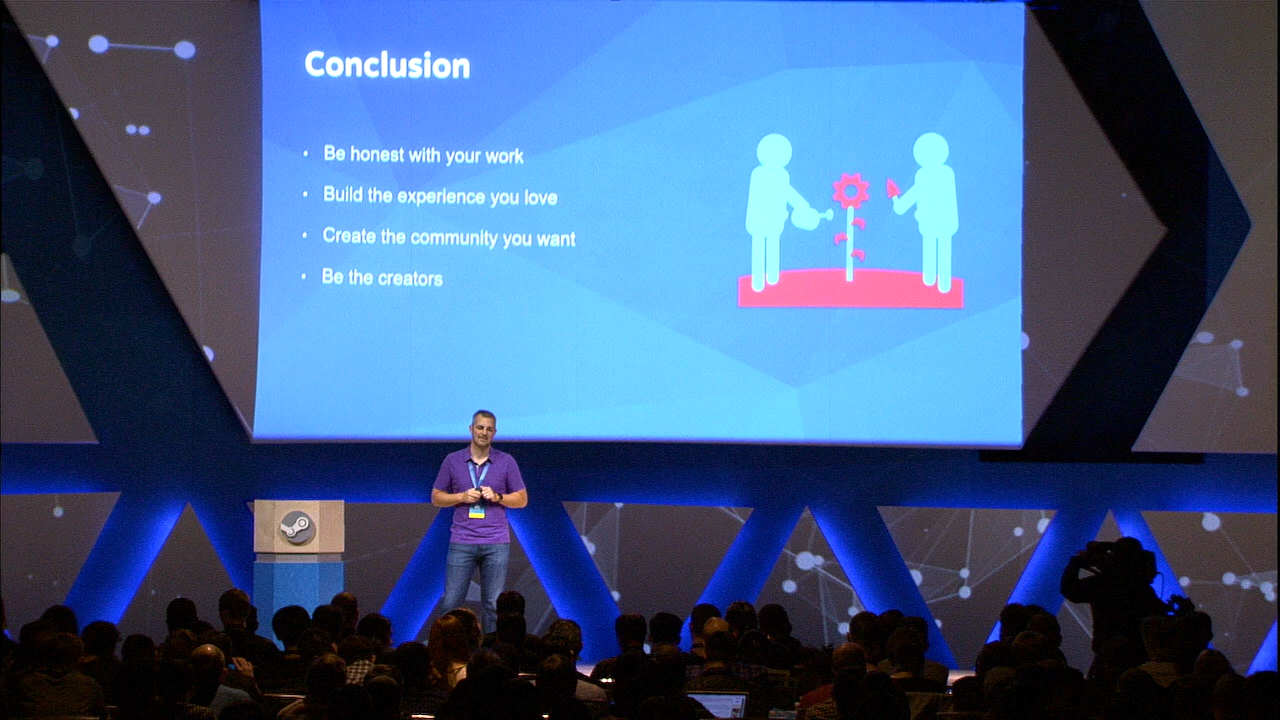 Conclusion
• Be honest with your work
• Build the experience you love
• Create the community you want
• Be the creators